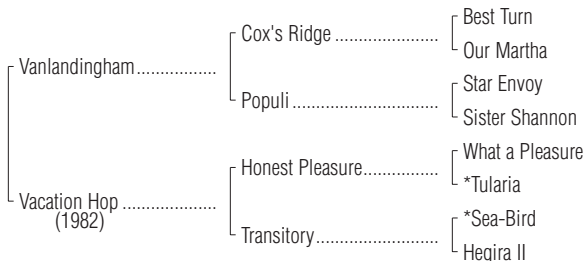 Best Turn
Cox's Ridge ....................
Our Martha
Vanlandingham................
Star Envoy
Populi............................
Sister Shannon
What a Pleasure
Honest Pleasure..............
*Tularia
Vacation Hop ..................
(1982)
*Sea-Bird
Transitory.......................
Hegira II